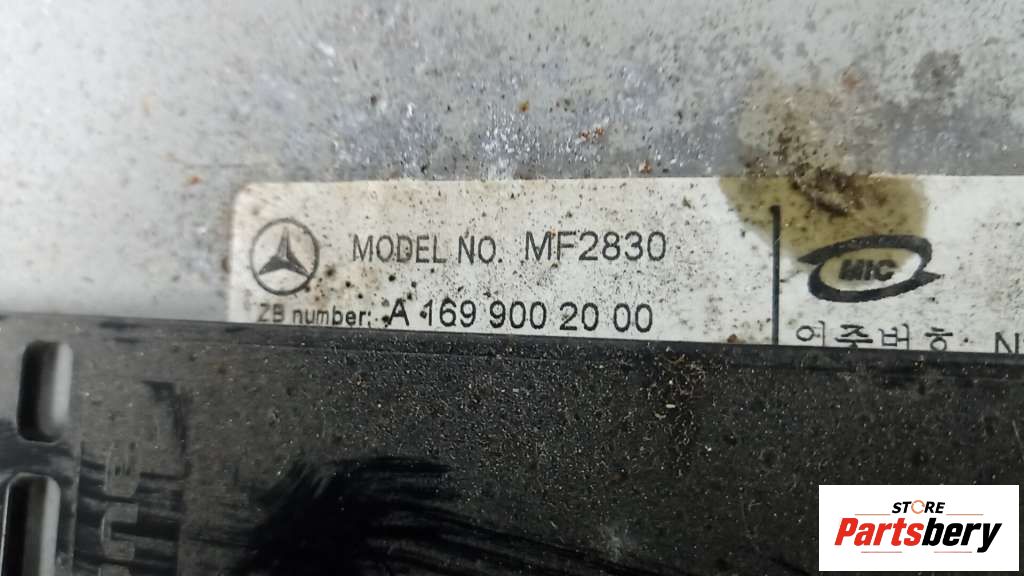 MODEL NO. MF2830
ZB number: A 169 900 20 00
MIC
STORE
Partsbery